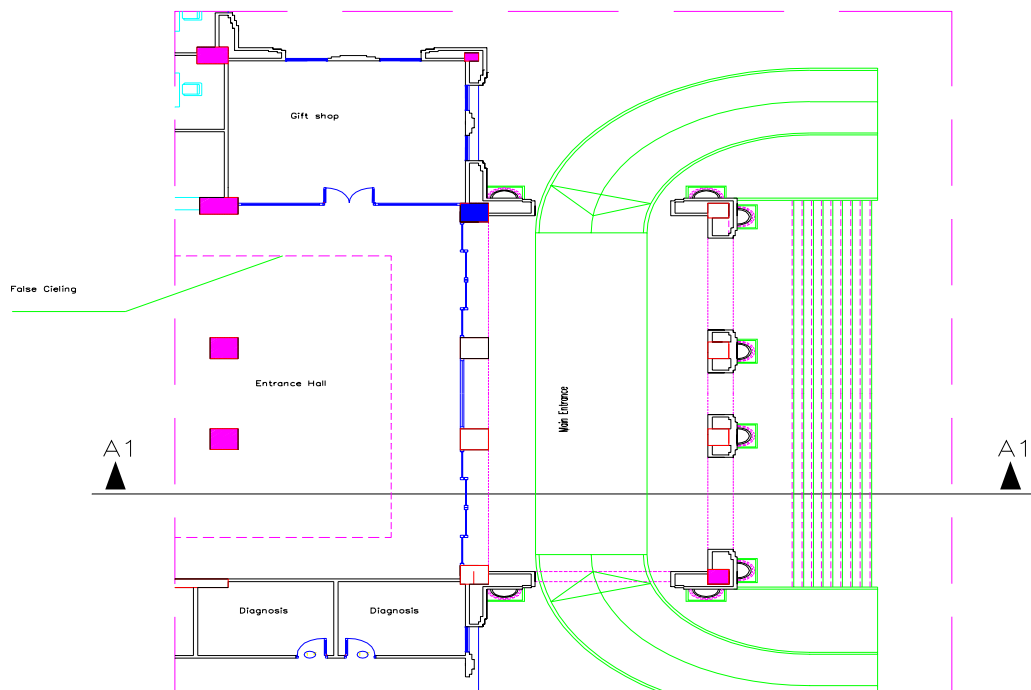 Gift shop
False Cieling
Entrance Hall
Main Entrance
A1
A1
Diagnosis
Diagnosis